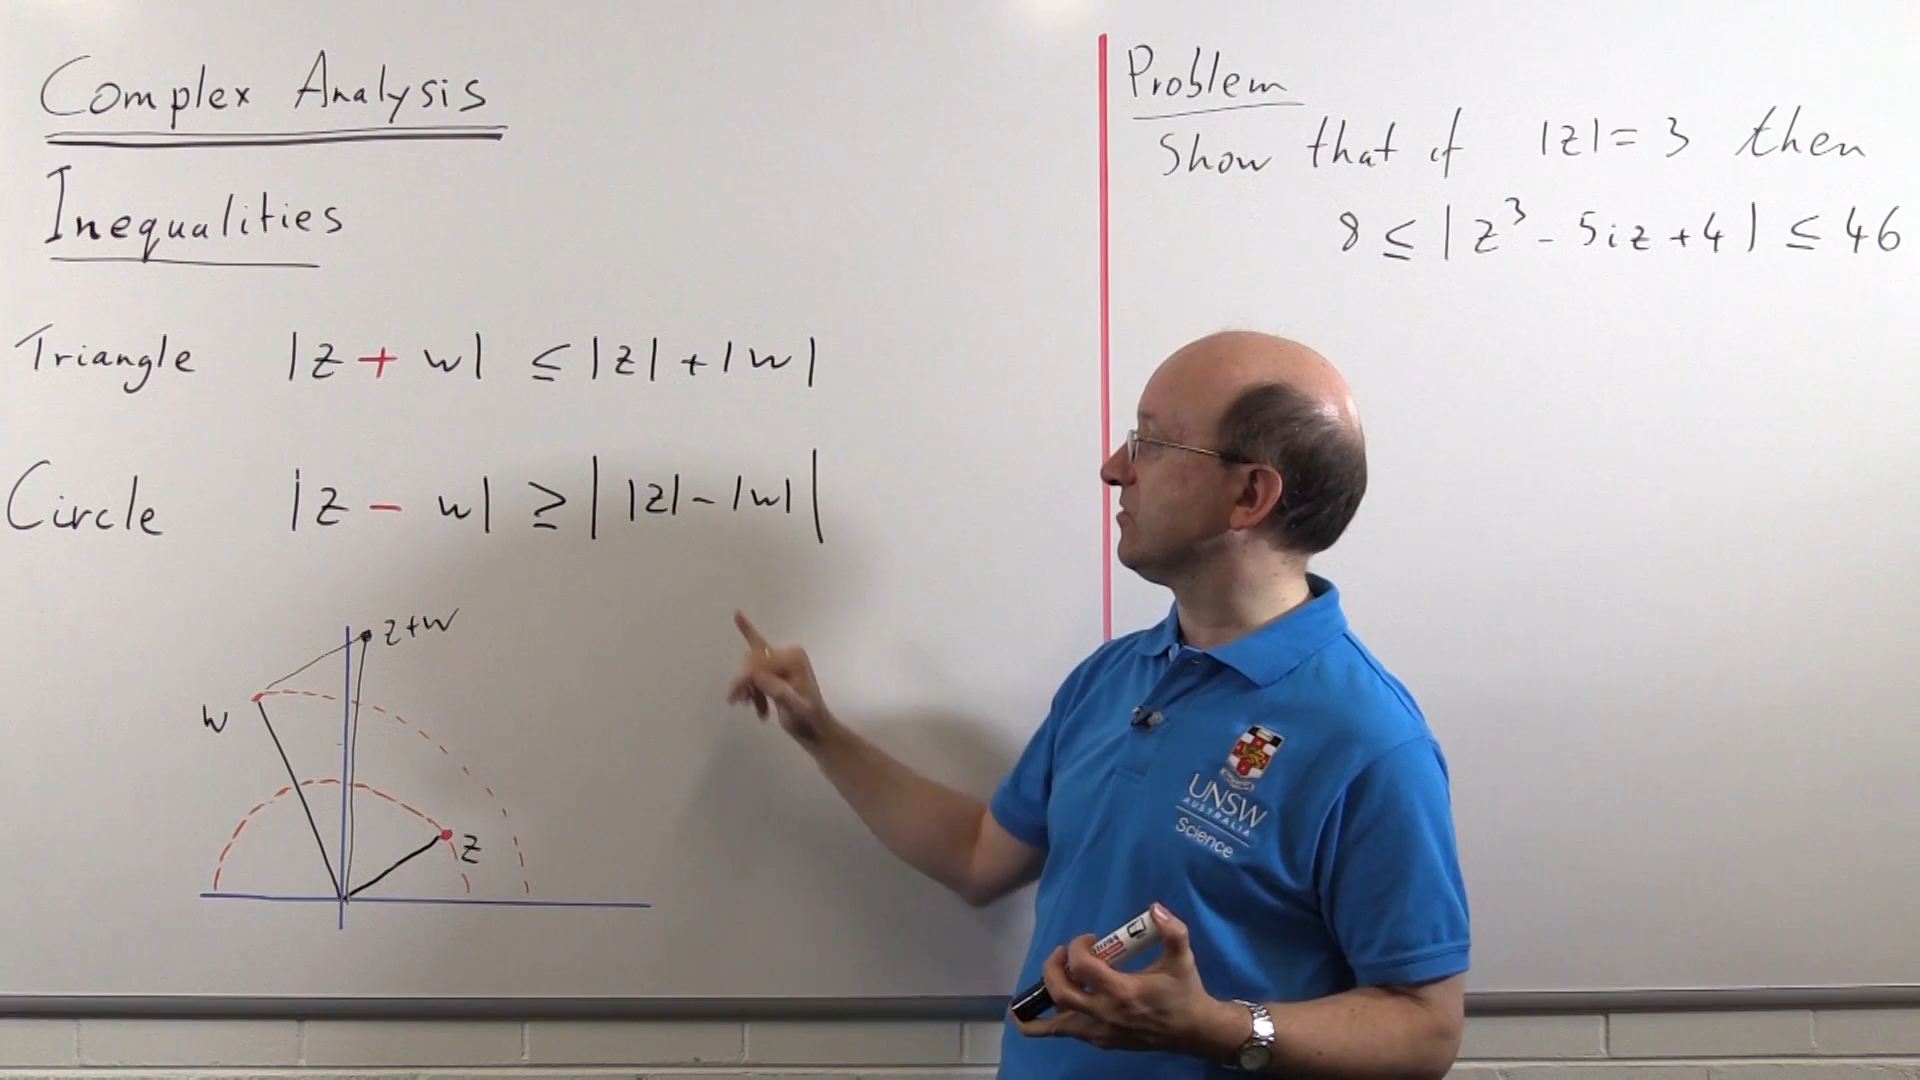 Complex Analysis
Inequalities
Triangle |z + w| ≤ |z| + |w|
Circle |z - w| ≥ | |z| - |w| |
z+w
w
z
Problem
Show that if |z| = 3 then
8 ≤ | z³ - 5iz + 4 | ≤ 46
UNSW
AUSTRALIA
Science